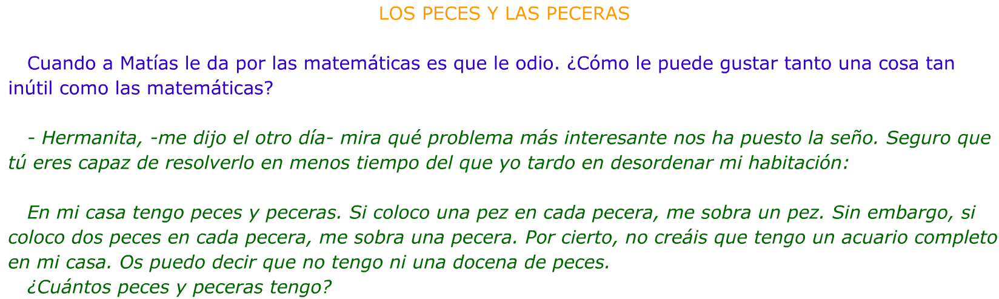 LOS PECES Y LAS PECERAS
Cuando a Matías le da por las matemáticas es que le odio. ¿Cómo le puede gustar tanto una cosa tan
inútil como las matemáticas?
- Hermanita, -me dijo el otro día- mira qué problema más interesante nos ha puesto la seño. Seguro que
tú eres capaz de resolverlo en menos tiempo del que yo tardo en desordenar mi habitación:
En mi casa tengo peces y peceras. Si coloco una pez en cada pecera, me sobra un pez. Sin embargo, si
coloco dos peces en cada pecera, me sobra una pecera. Por cierto, no creáis que tengo un acuario completo
en mi casa. Os puedo decir que no tengo ni una docena de peces.
¿Cuántos peces y peceras tengo?